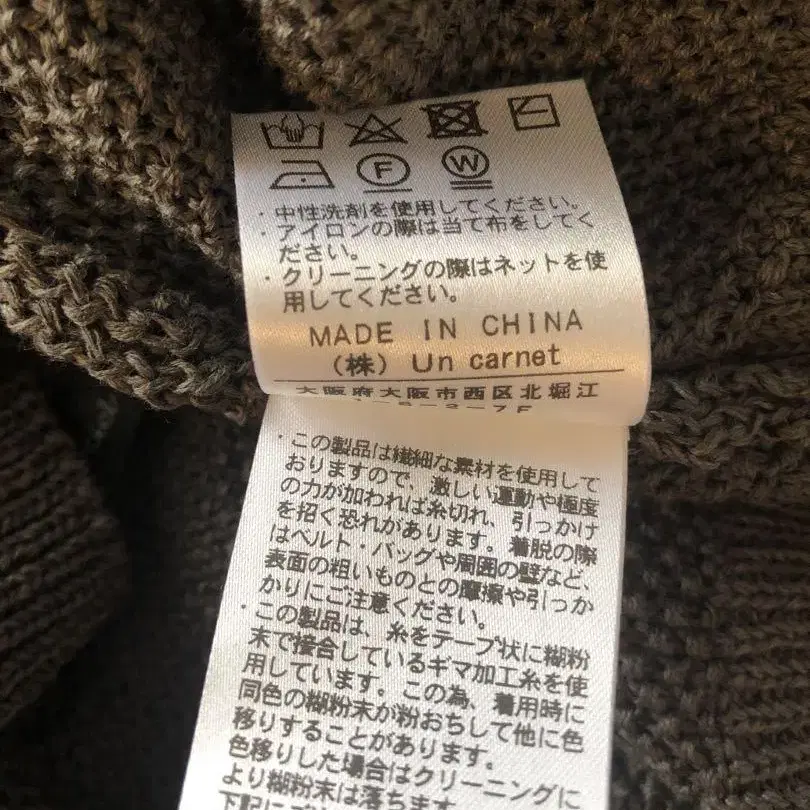 F W
・中性洗剤を使用してください。
・アイロンの際は当て布をしてく
ださい。
・クリーニングの際はネットを使
用してください。
MADE IN CHINA
(株) Un carnet
大阪府大阪市西区北堀江
1-6-2-7F
・この製品は繊細な素材を使用して
おりますので、激しい運動や極度
の力が加われば糸切れ、引っかけ
を招く恐れがあります。着脱の際
はベルト・バッグや周囲の壁など、
表面の粗いものとの摩擦や引っか
かりにご注意ください。
・この製品は、糸をテープ状に糊粉
末で接合しているギマ加工糸を使
用しています。この為、着用時に
同色の糊粉末が粉おちして他に色
移りすることがあります。
色移りした場合はクリーニングに
より糊粉末は落ちます。